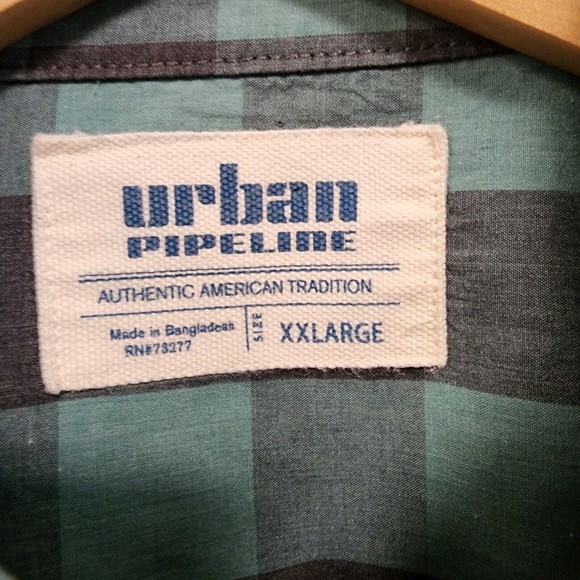 urban
PIPELINE
AUTHENTIC AMERICAN TRADITION
Made in Bangladesh
RN#73277
SIZE
XXLARGE